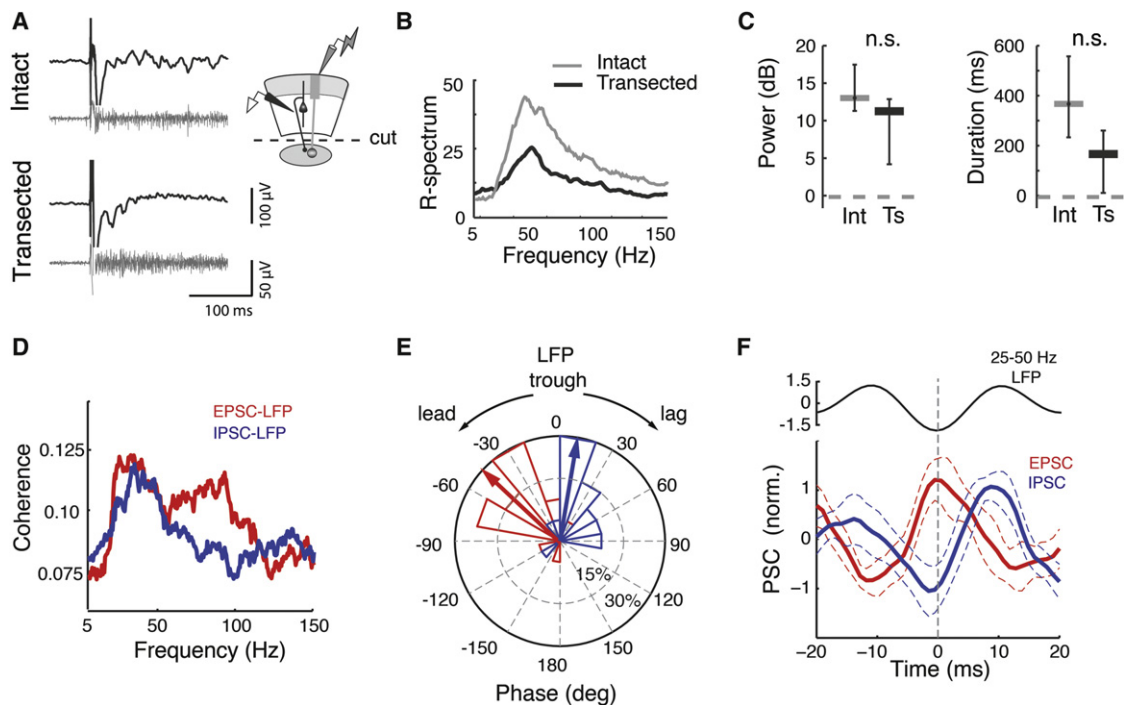 A
Intact
cut
Transected
100 µV
50 µV
100 ms
B
Intact
Transected
R-spectrum
50
25
0
5 50 100 150
Frequency (Hz)
C
n.s.
Power (dB)
20
15
10
5
0
Int Ts
n.s.
Duration (ms)
600
400
200
0
Int Ts
D
EPSC-LFP
IPSC-LFP
Coherence
0.125
0.10
0.075
5 50 100 150
Frequency (Hz)
E
LFP
trough
lead
lag
0
-30 30
-60 60
-90 90
15%
30%
-120 120
-150 150
180
Phase (deg)
F
25-50 Hz
LFP
1.5
0
-1.5
EPSC
IPSC
PSC (norm.)
1
0
−1
−20 −10 0 10 20
Time (ms)